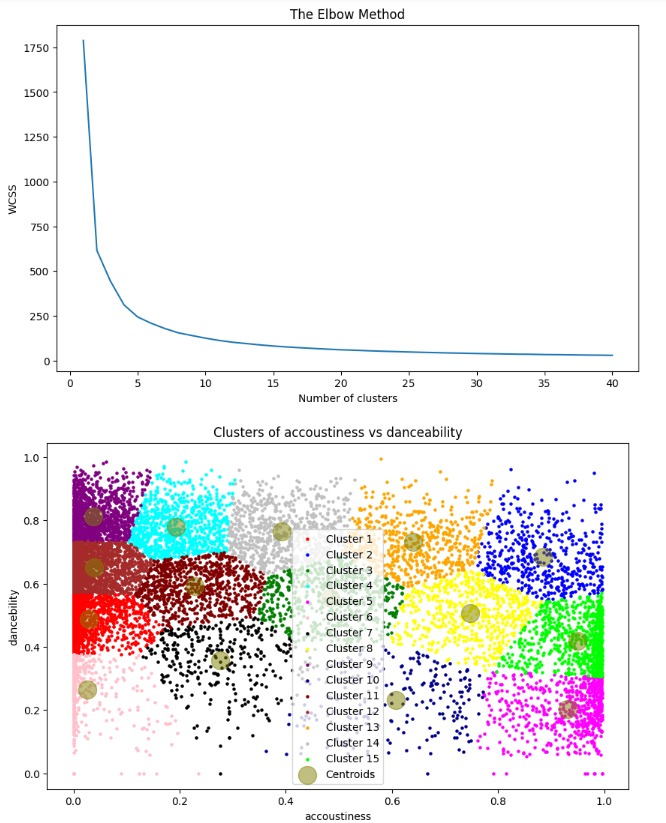 The Elbow Method
1750
1500
1250
1000
750
500
250
0
WCSS
0 5 10 15 20 25 30 35 40
Number of clusters
Clusters of accoustiness vs danceability
1.0
0.8
0.6
0.4
0.2
0.0
dancebility
Cluster 1
Cluster 2
Cluster 3
Cluster 4
Cluster 5
Cluster 6
Cluster 7
Cluster 8
Cluster 9
Cluster 10
Cluster 11
Cluster 12
Cluster 13
Cluster 14
Cluster 15
Centroids
0.0 0.2 0.4 0.6 0.8 1.0
accoustiness